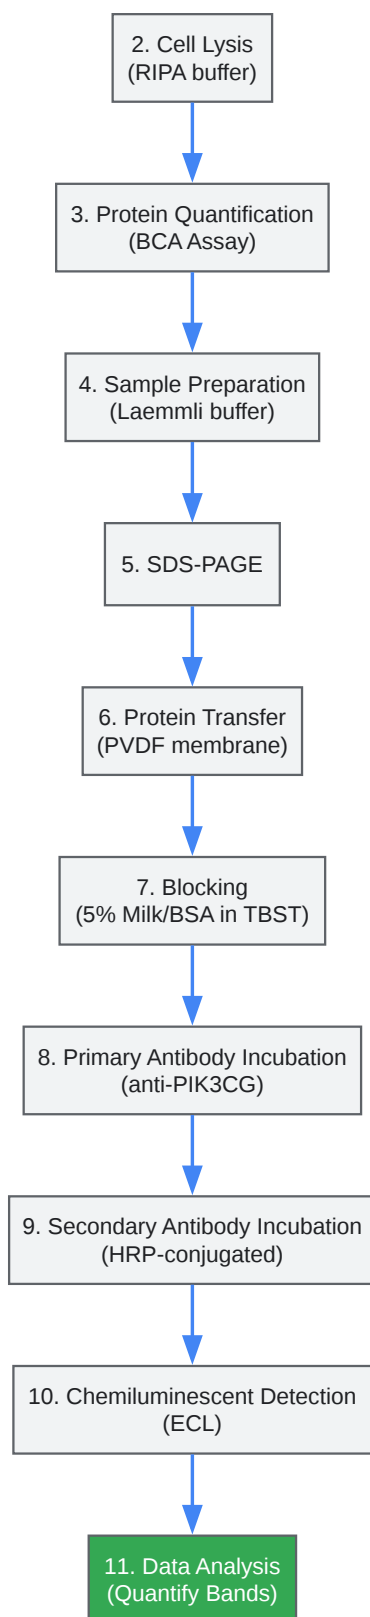 2. Cell Lysis
(RIPA buffer)
3. Protein Quantification
(BCA Assay)
4. Sample Preparation
(Laemmli buffer)
5. SDS-PAGE
6. Protein Transfer
(PVDF membrane)
7. Blocking
(5% Milk/BSA in TBST)
8. Primary Antibody Incubation
(anti-PIK3CG)
9. Secondary Antibody Incubation
(HRP-conjugated)
10. Chemiluminescent Detection
(ECL)
11. Data Analysis
(Quantify Bands)